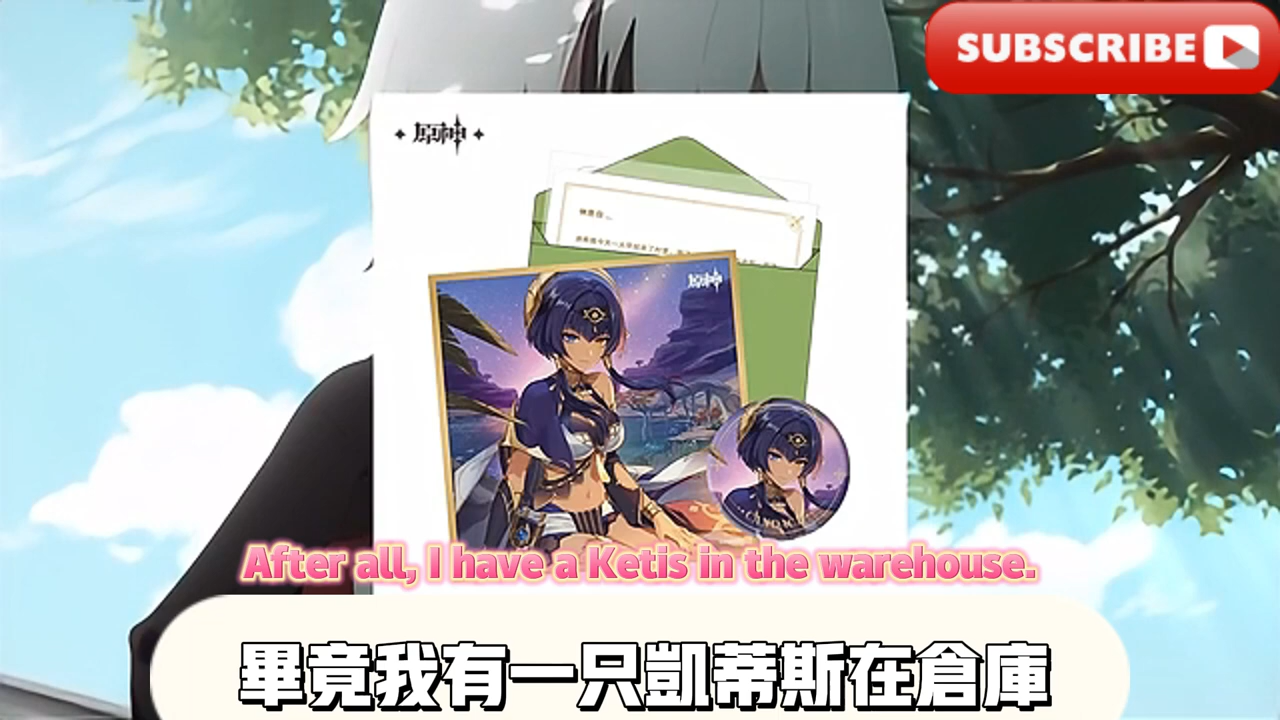 SUBSCRIBE
原神
原神
After all, I have a Ketis in the warehouse.
畢竟我有一只凱蒂斯在倉庫